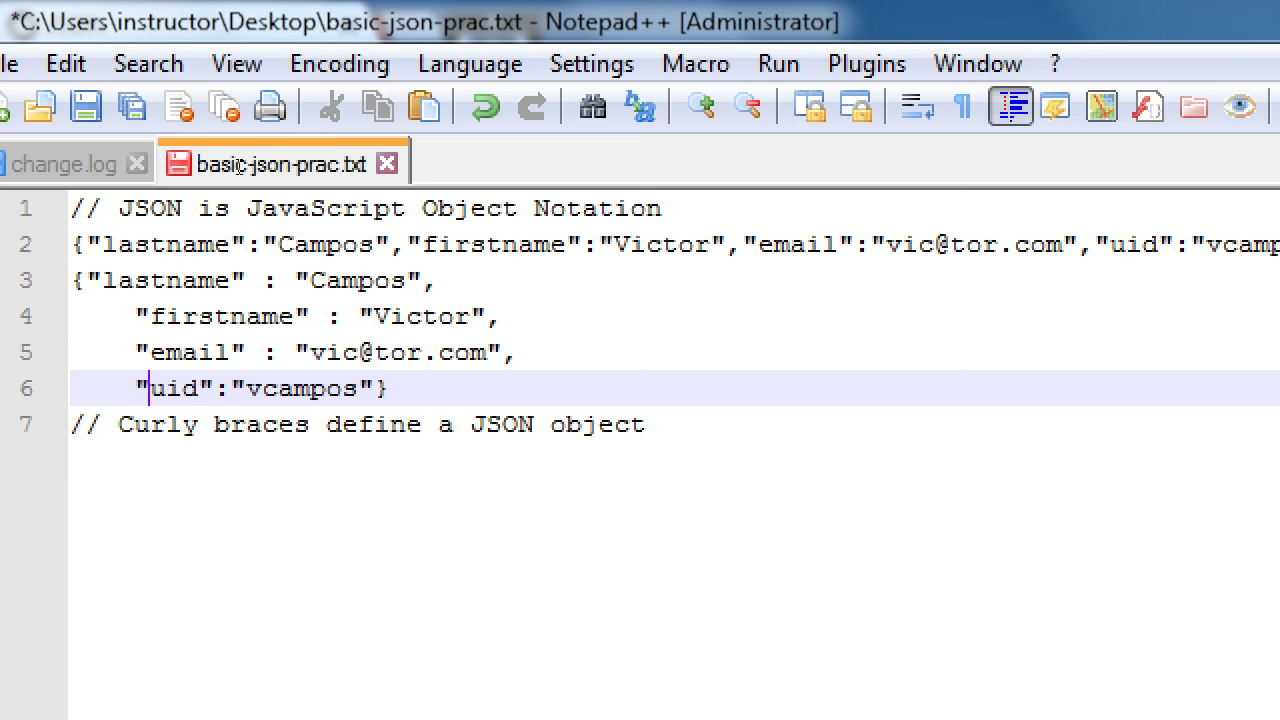 *C:\Users\instructor\Desktop\basic-json-prac.txt - Notepad++ [Administrator]
le Edit Search View Encoding Language Settings Macro Run Plugins Window ?
change.log basic-json-prac.txt
1 // JSON is JavaScript Object Notation
2 {"lastname":"Campos","firstname":"Victor","email":"vic@tor.com","uid":"vcamp
3 {"lastname" : "Campos",
4 "firstname" : "Victor",
5 "email" : "vic@tor.com",
6 "uid":"vcampos"}
7 // Curly braces define a JSON object